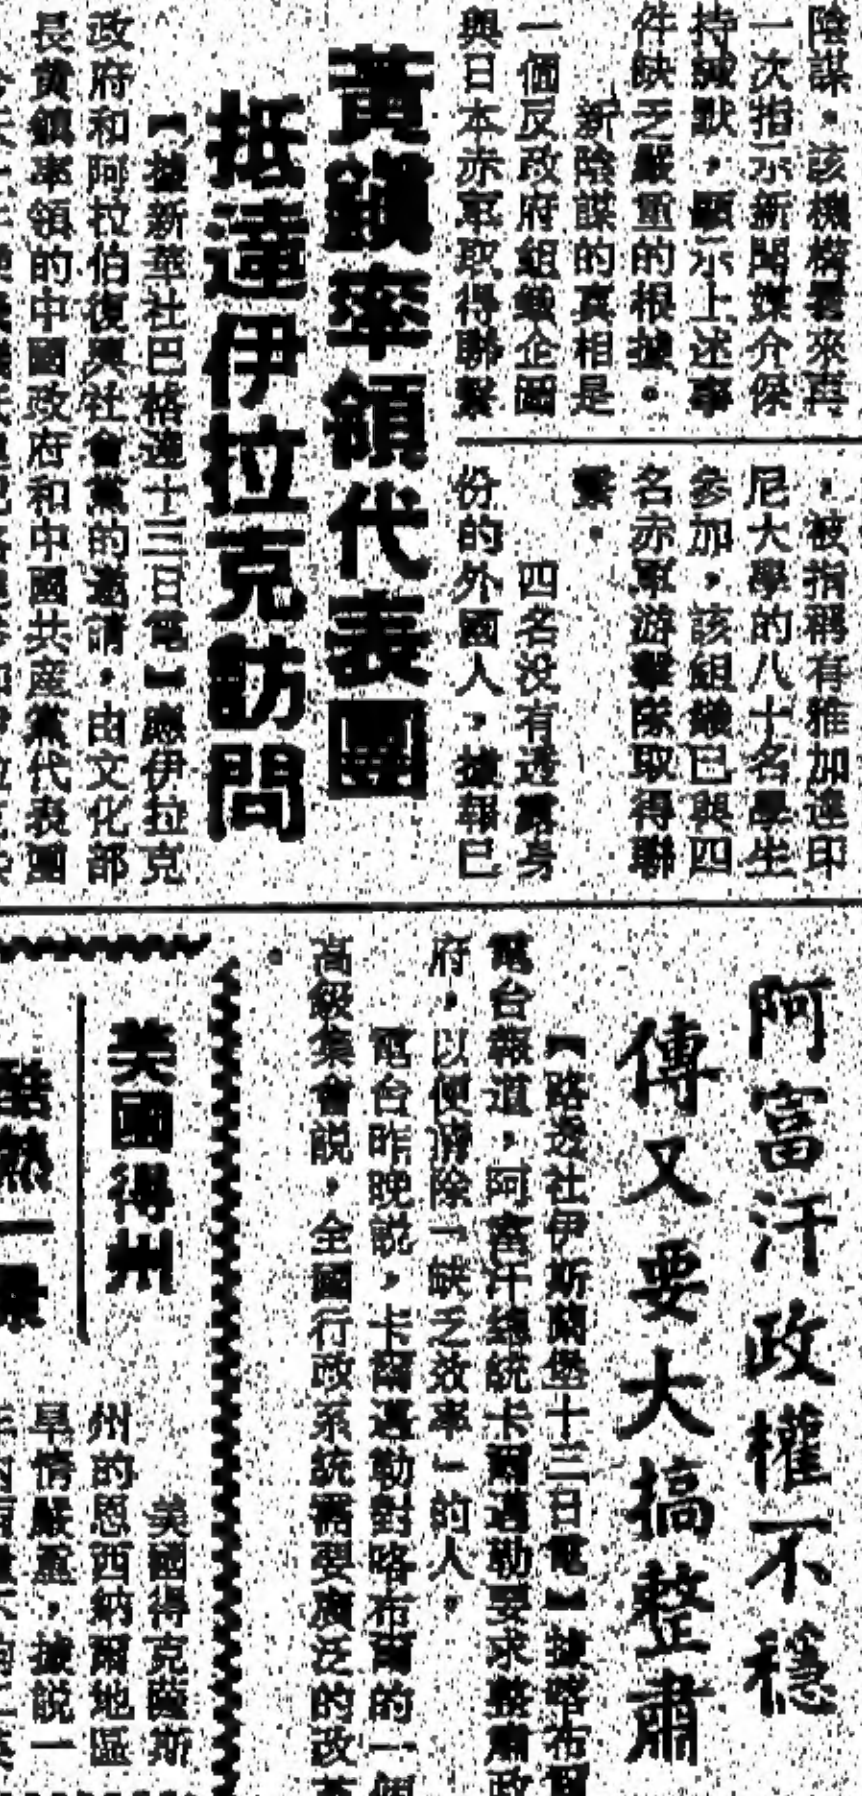 陰謀。該機構看來再
一次指示新聞媒介保
持緘默，顯示上述事
件缺乏嚴重的根據。
新陰謀的真相是
一個反政府組織企圖
與日本赤軍取得聯繫
，被指稱有雅加達印
尼大學的八十名學生
參加，該組織已與四
名赤軍游擊隊取得聯
繫。
四名没有透露身
份的外國人，據報已
黃鎮率領代表團
抵達伊拉克訪問
【據新華社巴格達十三日電】應伊拉克
政府和阿拉伯復興社會黨的邀請，由文化部
長黄鎮率領的中國政府和中國共産黨代表團
阿富汗政權不穩
傳又要大搞整肅
【路透社伊斯蘭堡十三日電】據喀布爾
電台報道，阿富汗總統卡爾邁勒要求整肅政
府，以便清除「缺乏效率」的人。
電台昨晚説，卡爾邁勒對喀布爾的一個
高級集會説，全國行政系統需要廣泛的改革
。
美國得州
酷熱一景
美國得克薩斯
州的恩西納爾地區
旱情嚴重，據説一